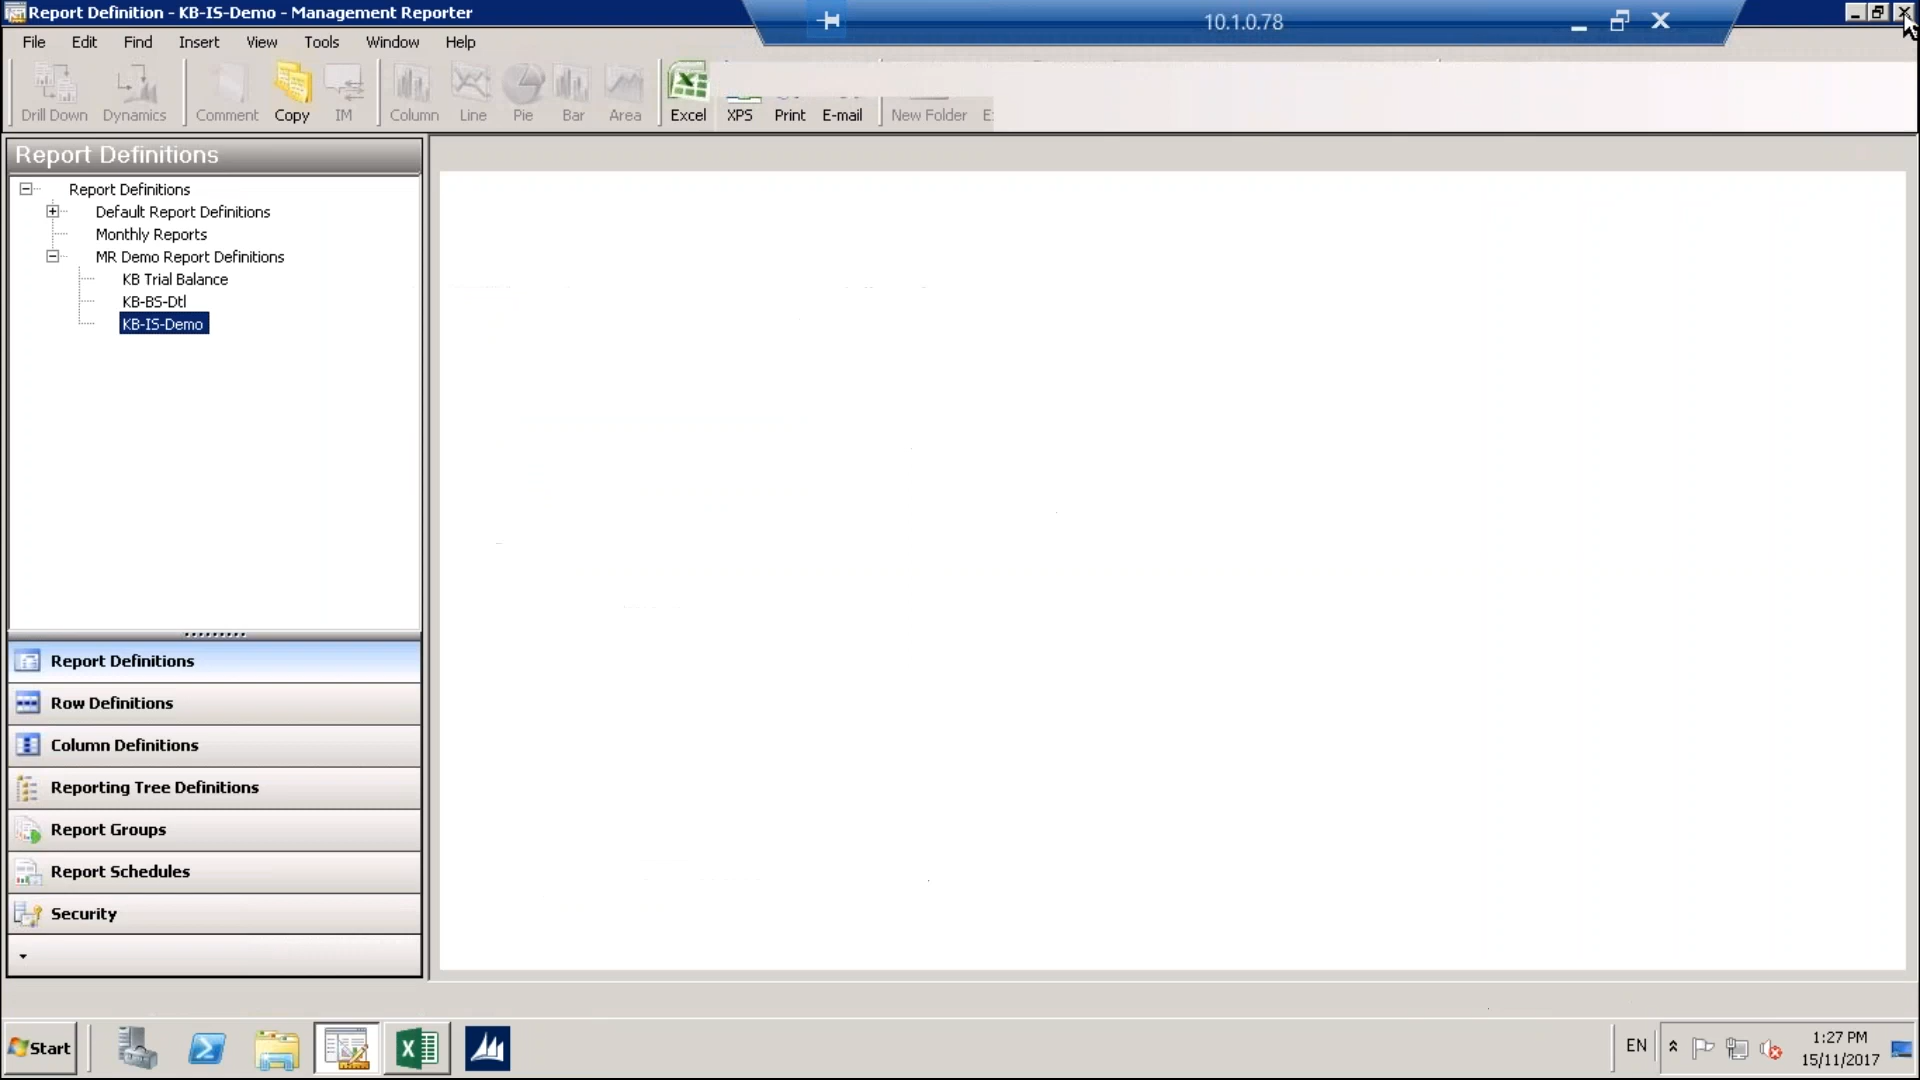 Report Definition - KB-IS-Demo - Management Reporter
10.1.0.78
File Edit Find Insert View Tools Window Help
Drill Down Dynamics Comment Copy IM Column Line Pie Bar Area Excel XPS Print E-mail New Folder
Report Definitions
Report Definitions
Default Report Definitions
Monthly Reports
MR Demo Report Definitions
KB Trial Balance
KB-BS-Dtl
KB-IS-Demo
Report Definitions
Row Definitions
Column Definitions
Reporting Tree Definitions
Report Groups
Report Schedules
Security
Start
EN
1:27 PM
15/11/2017